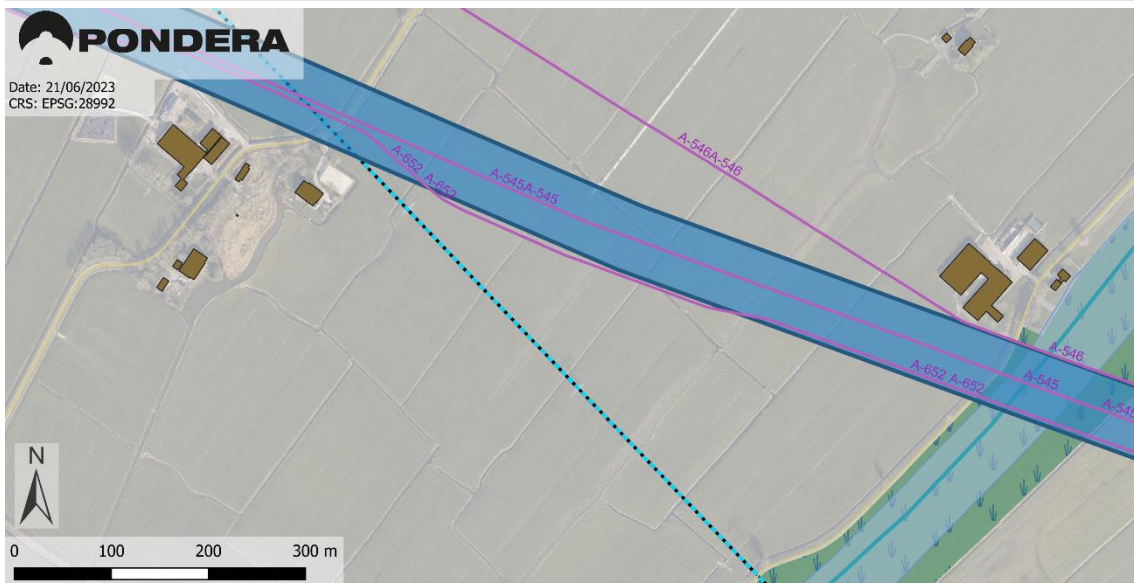 PONDERA
Date: 21/06/2023
CRS: EPSG:28992
A-546A-546
A-652 A-652
A-545A-545
A-546
A-652 A-652
A-545
A-545
N
0 100 200 300 m